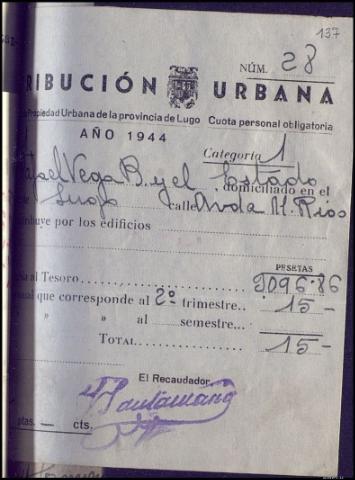 137
NÚM. 28
RIBUCIÓN URBANA
Propiedad Urbana de la provincia de Lugo Cuota personal obligatoria
AÑO 1944
Categoría 1
Rafael Vega B. y el Estado
domiciliado en el
de Lugo calle Avda M. Rios
ibuye por los edificios
PESETAS
al Tesoro 9096-86
que corresponde al 2º trimestre.. 15 -
» » al semestre...
TOTAL 15 -
El Recaudador,
ptas. — cts.